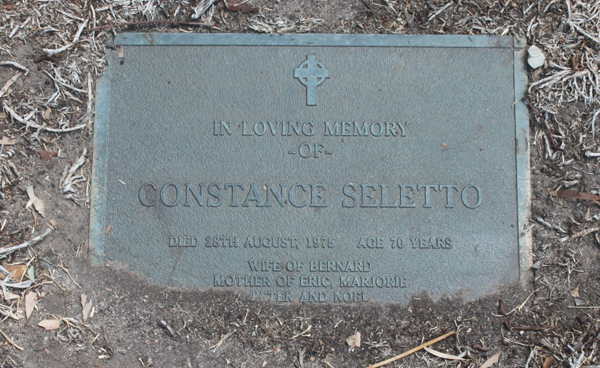 IN LOVING MEMORY
-OF-
CONSTANCE SELETTO
DIED 28TH AUGUST, 1975 AGE 70 YEARS
WIFE OF BERNARD
MOTHER OF ERIC, MARJORIE
PETER AND NOEL